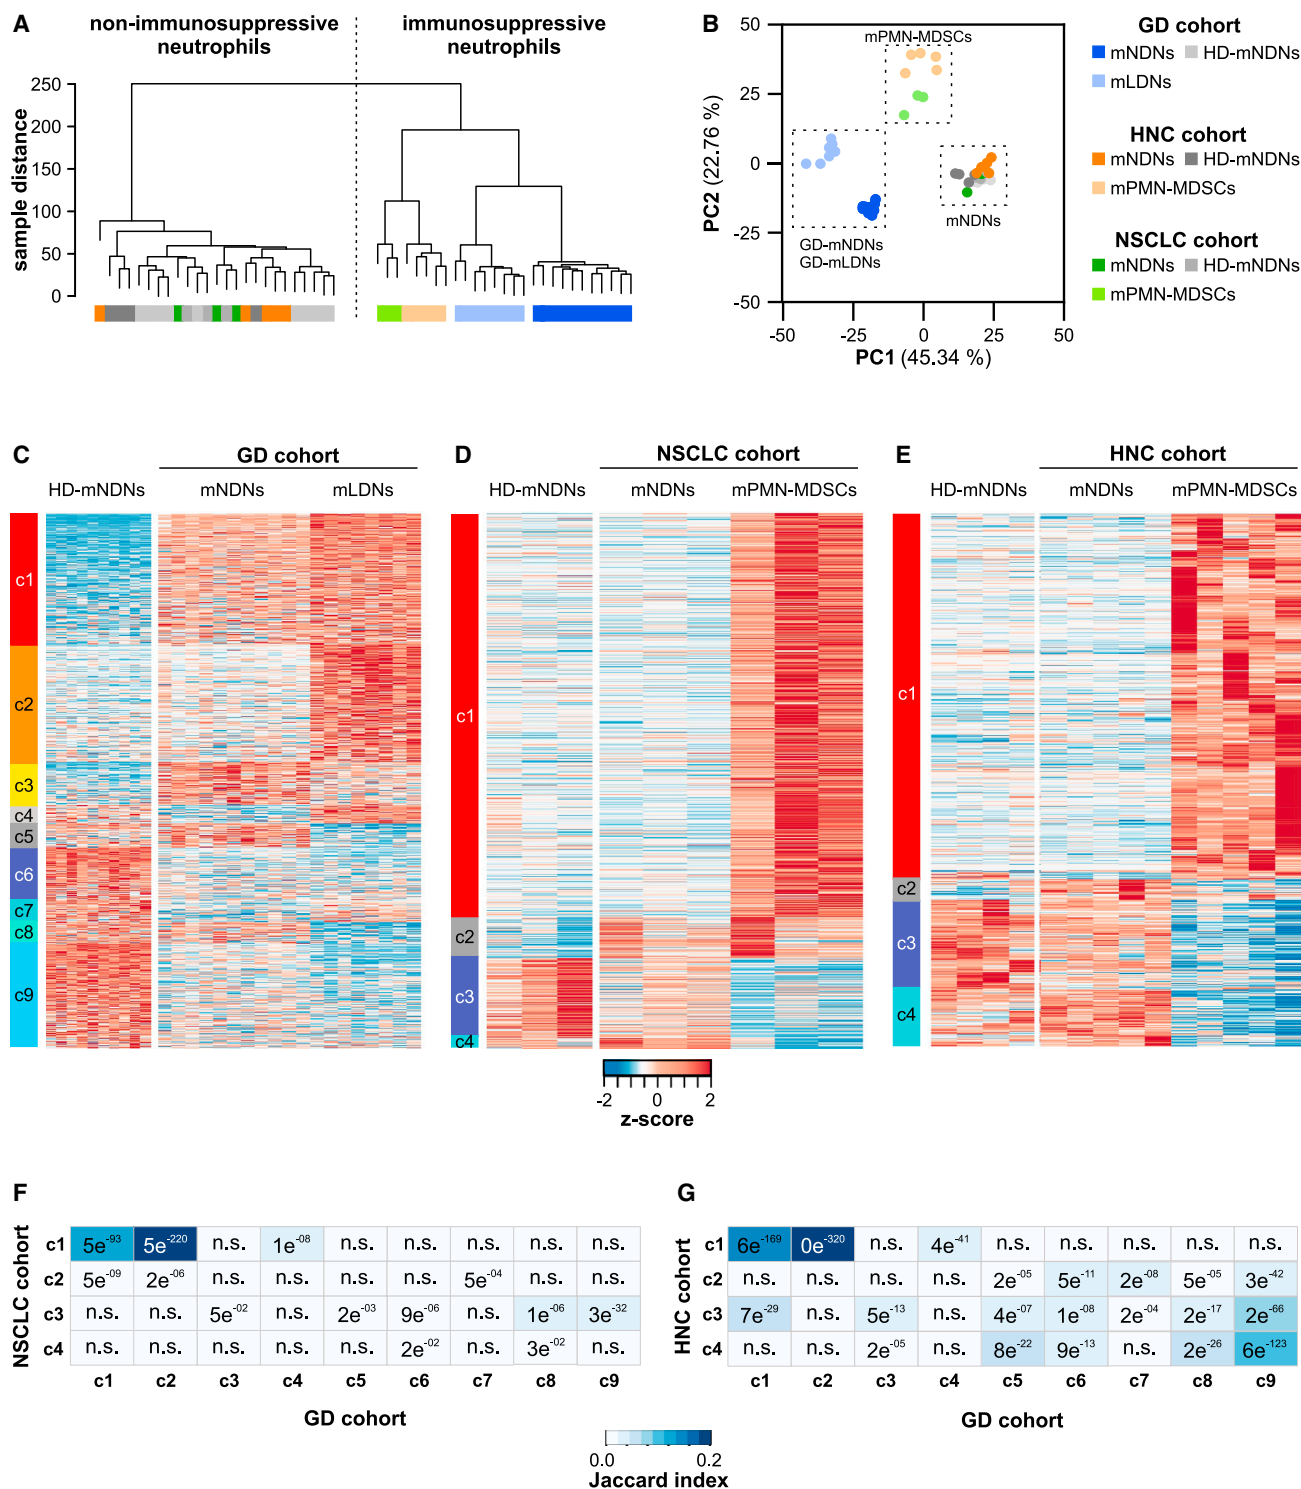 A
non-immunosuppressive
neutrophils
immunosuppressive
neutrophils
sample distance
250
200
150
100
50
0
B
PC2 (22.76 %)
50
25
0
-25
-50
mPMN-MDSCs
GD-mNDNs
GD-mLDNs
mNDNs
-50 -25 0 25 50
PC1 (45.34 %)
GD cohort
mNDNs HD-mNDNs
mLDNs
HNC cohort
mNDNs HD-mNDNs
mPMN-MDSCs
NSCLC cohort
mNDNs HD-mNDNs
mPMN-MDSCs
C
GD cohort
HD-mNDNs mNDNs mLDNs
c1
c2
c3
c4
c5
c6
c7
c8
c9
D
NSCLC cohort
HD-mNDNs mNDNs mPMN-MDSCs
c1
c2
c3
c4
E
HNC cohort
HD-mNDNs mNDNs mPMN-MDSCs
c1
c2
c3
c4
-2 0 2
z-score
F
NSCLC cohort
c1 5e-93 5e-220 n.s. 1e-08 n.s. n.s. n.s. n.s. n.s.
c2 5e-09 2e-06 n.s. n.s. n.s. n.s. 5e-04 n.s. n.s.
c3 n.s. n.s. 5e-02 n.s. 2e-03 9e-06 n.s. 1e-06 3e-32
c4 n.s. n.s. n.s. n.s. n.s. 6e-02 n.s. 3e-02 n.s.
c1 c2 c3 c4 c5 c6 c7 c8 c9
GD cohort
G
HNC cohort
c1 6e-169 0e-320 n.s. 4e-41 n.s. n.s. n.s. n.s. n.s.
c2 n.s. n.s. n.s. n.s. 2e-05 5e-11 2e-08 5e-05 3e-42
c3 7e-29 n.s. 5e-13 n.s. 4e-07 1e-08 2e-04 2e-17 2e-66
c4 n.s. n.s. 2e-05 n.s. 8e-22 9e-13 n.s. 2e-26 6e-123
c1 c2 c3 c4 c5 c6 c7 c8 c9
GD cohort
0.0 0.2
Jaccard index